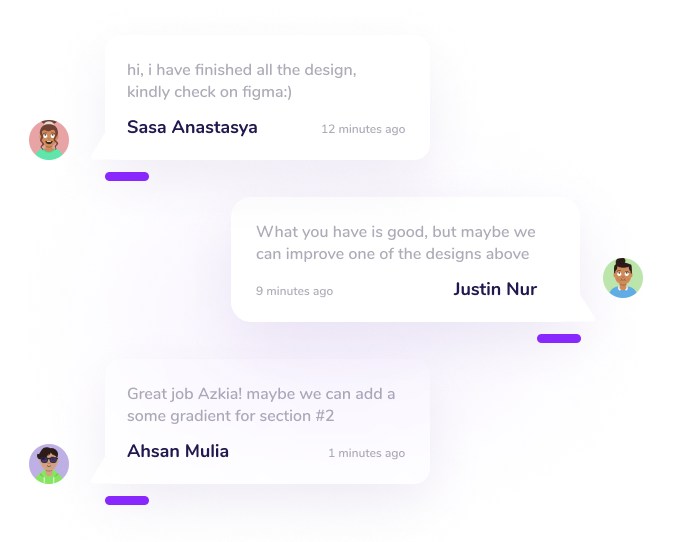 hi, i have finished all the design,
kindly check on figma:)
Sasa Anastasya
12 minutes ago
What you have is good, but maybe we
can improve one of the designs above
9 minutes ago
Justin Nur
Great job Azkia! maybe we can add a
some gradient for section #2
Ahsan Mulia
1 minutes ago